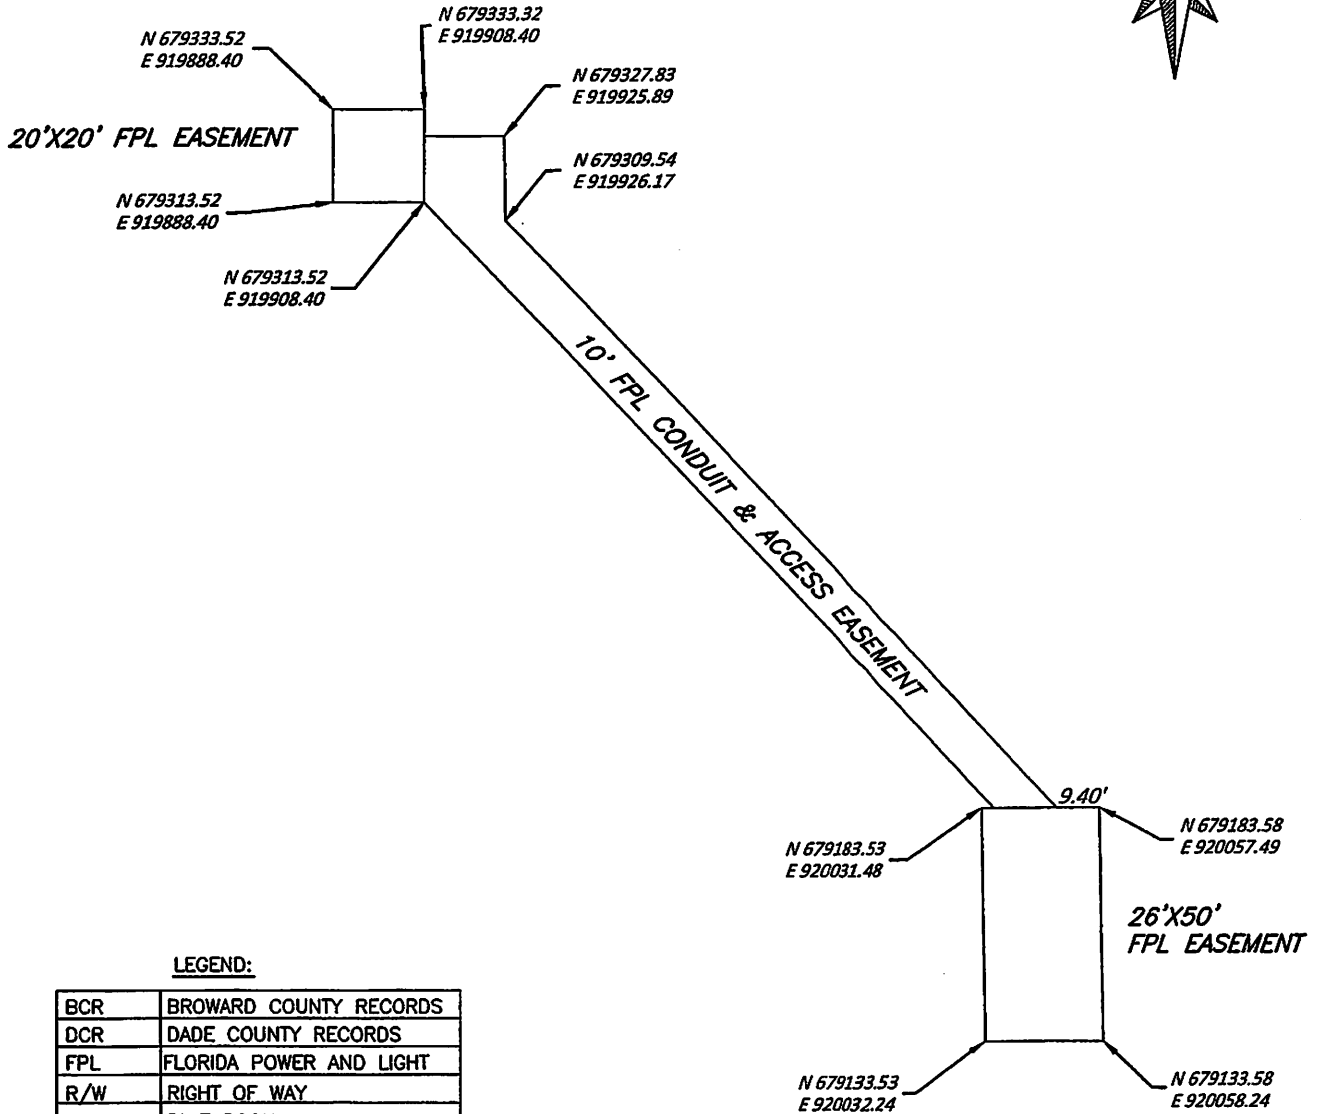 N 679333.32
E 919908.40
N 679333.52
E 919888.40
N 679327.83
E 919925.89
20'X20' FPL EASEMENT
N 679309.54
E 919926.17
N 679313.52
E 919888.40
N 679313.52
E 919908.40
10' FPL CONDUIT & ACCESS EASEMENT
9.40'
N 679183.58
E 920057.49
N 679183.53
E 920031.48
26'X50'
FPL EASEMENT
LEGEND:
BCR BROWARD COUNTY RECORDS
DCR DADE COUNTY RECORDS
FPL FLORIDA POWER AND LIGHT
R/W RIGHT OF WAY
N 679133.53
E 920032.24
N 679133.58
E 920058.24